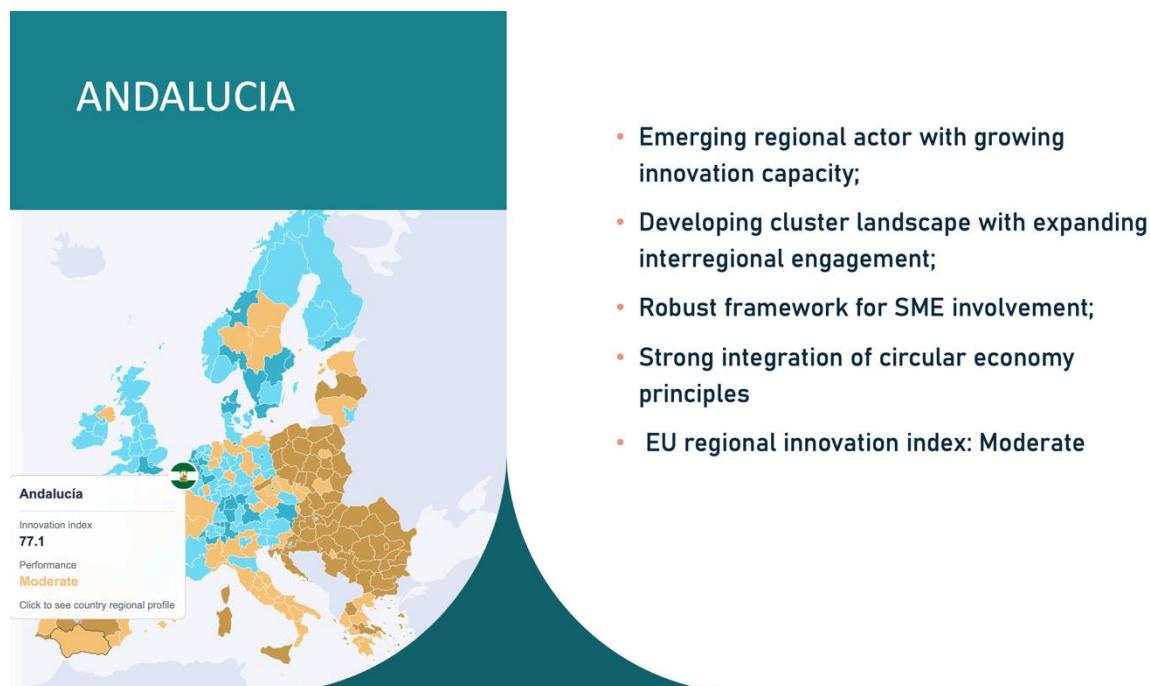 ANDALUCIA
Andalucía
Innovation index
77.1
Performance
Moderate
Click to see country regional profile
• Emerging regional actor with growing
innovation capacity;
• Developing cluster landscape with expanding
interregional engagement;
• Robust framework for SME involvement;
• Strong integration of circular economy
principles
• EU regional innovation index: Moderate